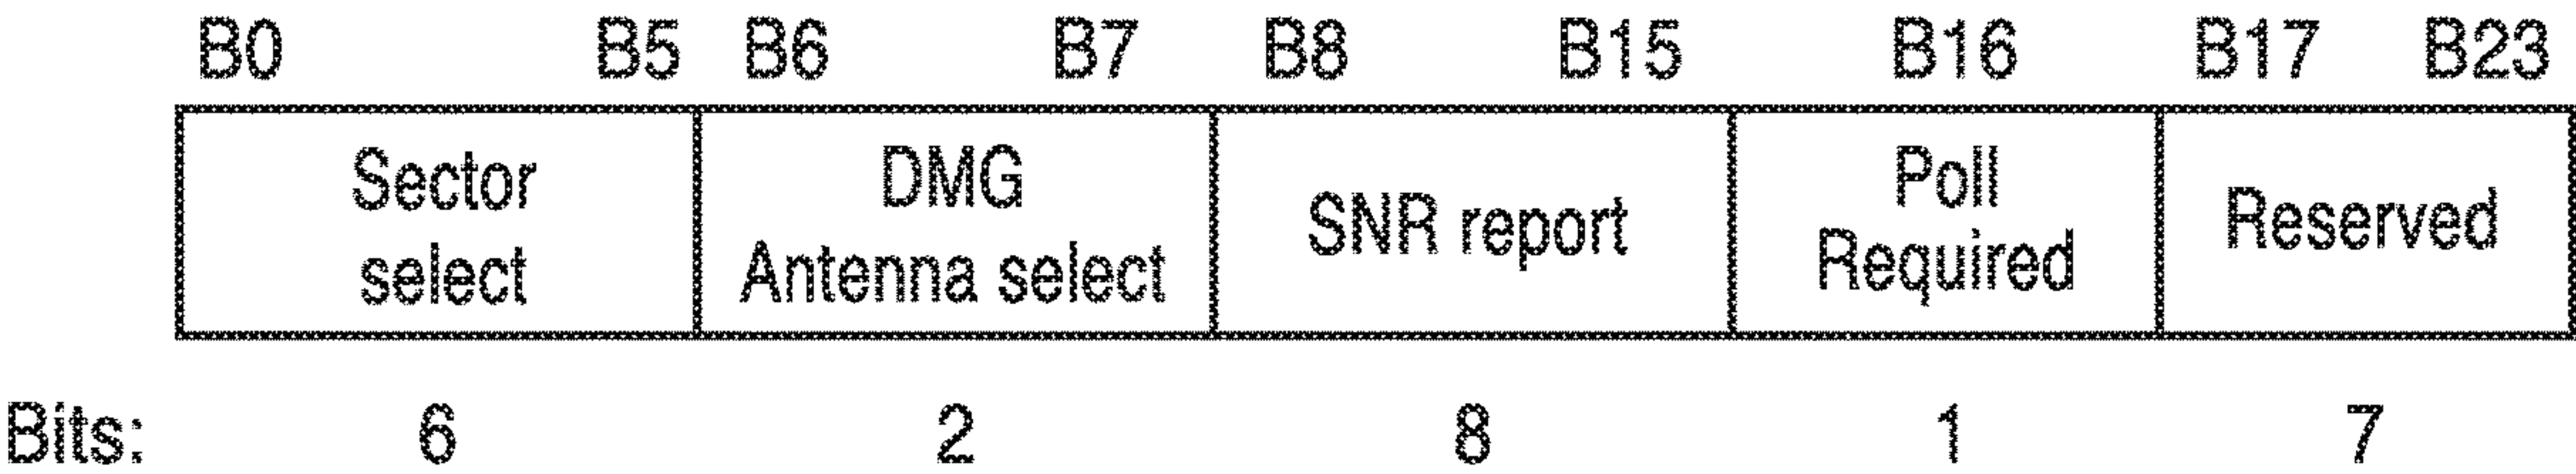 B0 B5 B6 B7 B8 B15 B16 B17 B23
Sector select
DMG Antenna select
SNR report
Poll Required
Reserved
Bits: 6 2 8 1 7